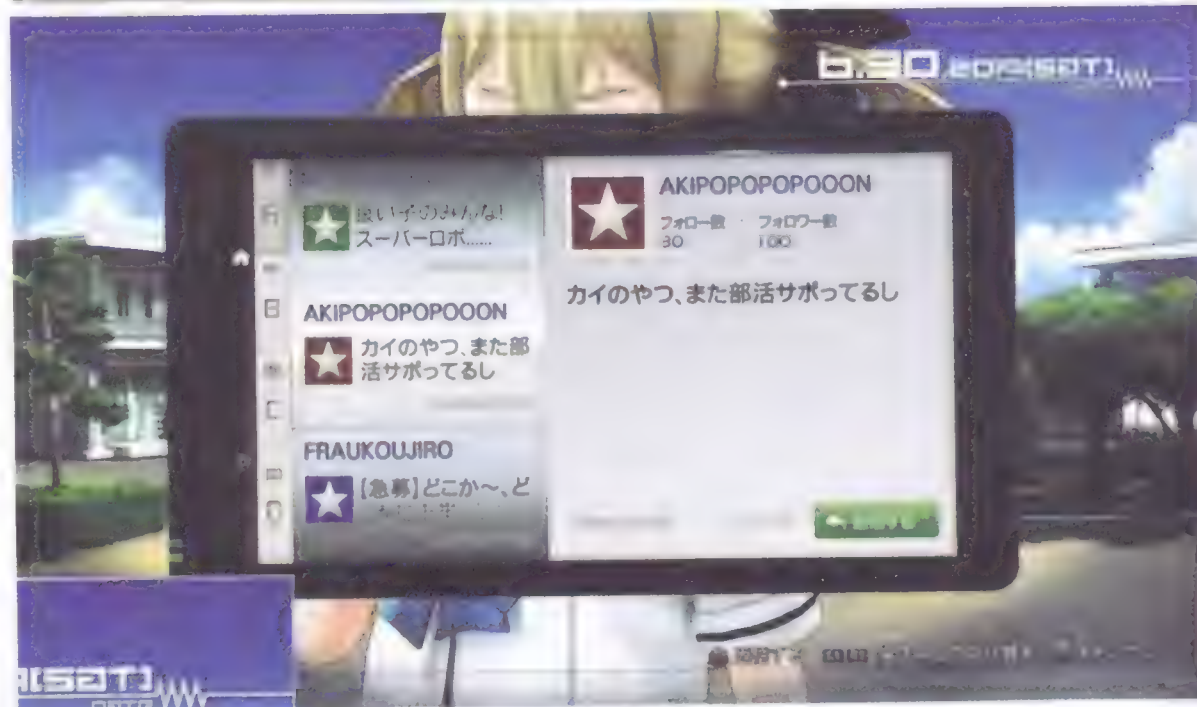 良い子のみんな!
スーパーロボ……
AKIPOPOPOPOOON
カイのやつ、また部
活サボってるし
FRAUKOUJIRO
【急募】どこか〜、ど
AKIPOPOPOPOOON
フォロー数 ・ フォロワー数
30 100
カイのやつ、また部活サボってるし
(SAT)